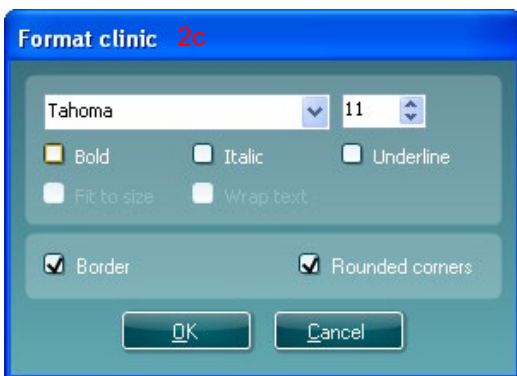 Format clinic 2c
Tahoma 11
Bold Italic Underline
Fit to size Wrap text
Border Rounded corners
OK Cancel